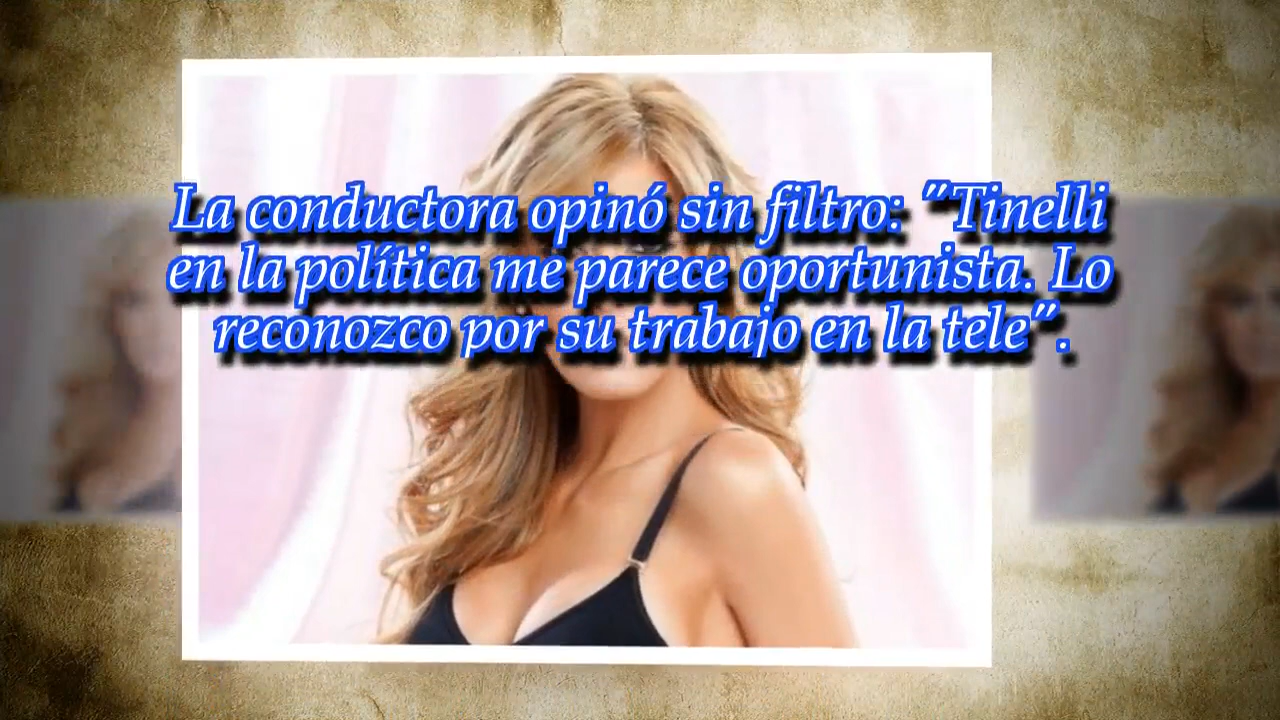 La conductora opinó sin filtro: "Tinelli
en la política me parece oportunista. Lo
reconozco por su trabajo en la tele".